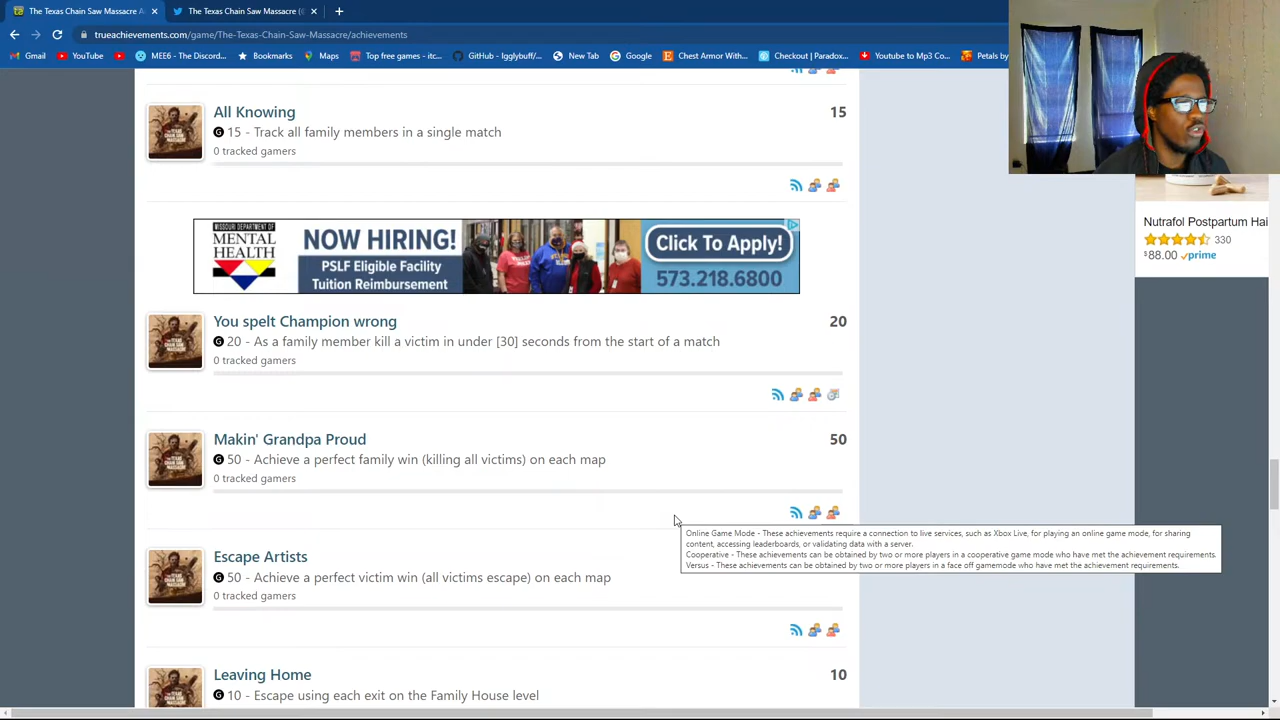 The Texas Chain Saw Massacre A
The Texas Chain Saw Massacre (
trueachievements.com/game/The-Texas-Chain-Saw-Massacre/achievements
Gmail
YouTube
MEE6 - The Discord...
Bookmarks
Maps
Top free games - itc...
GitHub - Igglybuff/...
New Tab
Google
Chest Armor With...
Checkout | Paradox...
Youtube to Mp3 Co...
Petals by
All Knowing
15
G 15 - Track all family members in a single match
0 tracked gamers
MISSOURI DEPARTMENT OF
MENTAL
HEALTH
NOW HIRING!
PSLF Eligible Facility
Tuition Reimbursement
Click To Apply!
573.218.6800
Nutrafol Postpartum Hai
330
$88.00 prime
You spelt Champion wrong
20
G 20 - As a family member kill a victim in under [30] seconds from the start of a match
0 tracked gamers
Makin' Grandpa Proud
50
G 50 - Achieve a perfect family win (killing all victims) on each map
0 tracked gamers
Online Game Mode - These achievements require a connection to live services, such as Xbox Live, for playing an online game mode, for sharing
content, accessing leaderboards, or validating data with a server.
Cooperative - These achievements can be obtained by two or more players in a cooperative game mode who have met the achievement requirements.
Versus - These achievements can be obtained by two or more players in a face off gamemode who have met the achievement requirements.
Escape Artists
G 50 - Achieve a perfect victim win (all victims escape) on each map
0 tracked gamers
Leaving Home
10
G 10 - Escape using each exit on the Family House level